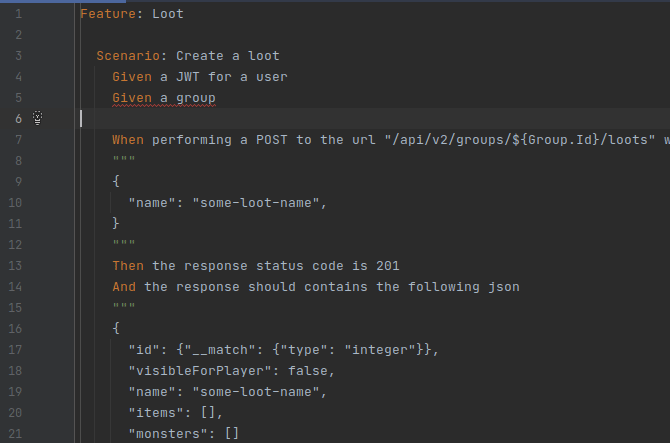 1 Feature: Loot
2
3 Scenario: Create a loot
4 Given a JWT for a user
5 Given a group
6
7 When performing a POST to the url "/api/v2/groups/${Group.Id}/loots"
8 """
9 {
10 "name": "some-loot-name",
11 }
12 """
13 Then the response status code is 201
14 And the response should contains the following json
15 """
16 {
17 "id": {"__match": {"type": "integer"}},
18 "visibleForPlayer": false,
19 "name": "some-loot-name",
20 "items": [],
21 "monsters": []